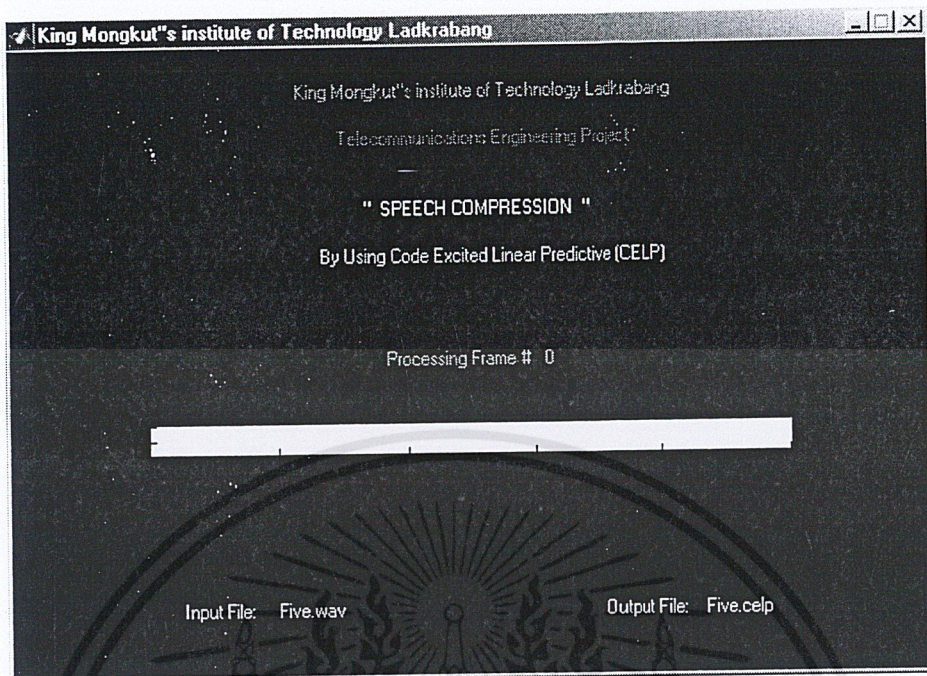 King Mongkut"s institute of Technology Ladkrabang
King Mongkut"s institute of Technology Ladkrabang
Telecommunications Engineering Project
" SPEECH COMPRESSION "
By Using Code Excited Linear Predictive (CELP)
Processing Frame # 0
Input File: Five.wav Output File: Five.celp